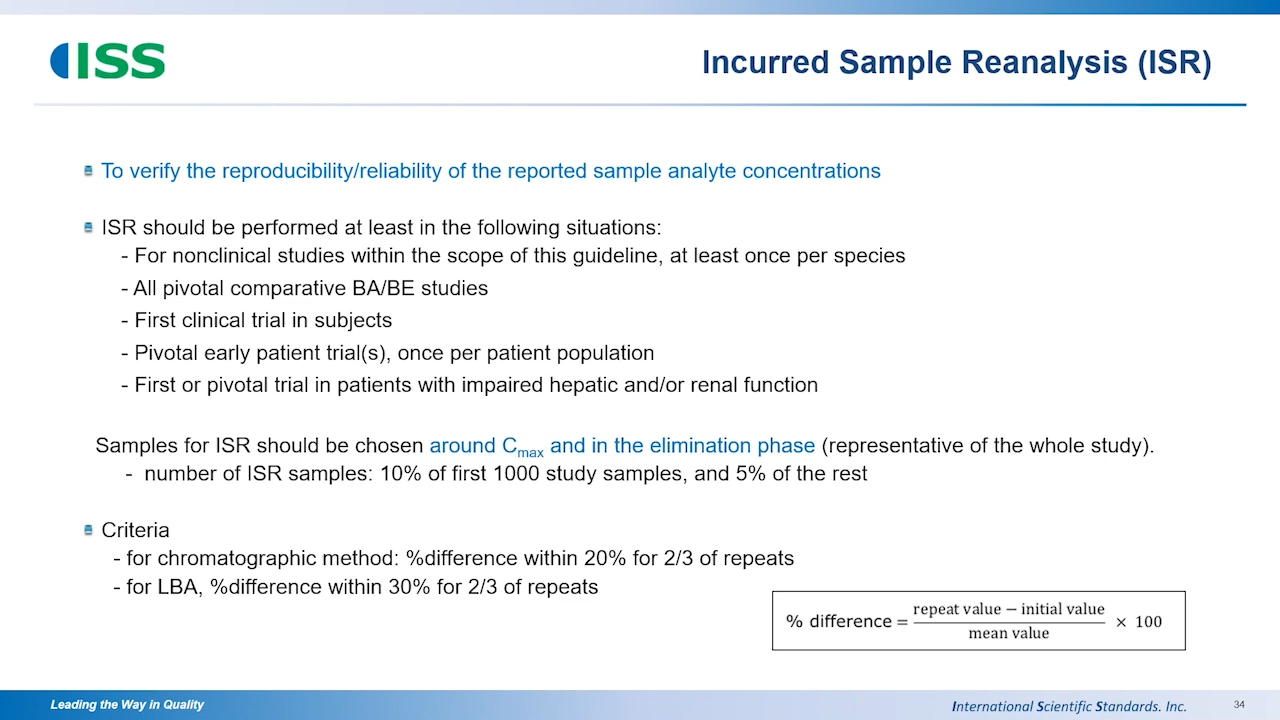 ISS
Incurred Sample Reanalysis (ISR)
To verify the reproducibility/reliability of the reported sample analyte concentrations
ISR should be performed at least in the following situations:
- For nonclinical studies within the scope of this guideline, at least once per species
- All pivotal comparative BA/BE studies
- First clinical trial in subjects
- Pivotal early patient trial(s), once per patient population
- First or pivotal trial in patients with impaired hepatic and/or renal function
Samples for ISR should be chosen around Cmax and in the elimination phase (representative of the whole study).
- number of ISR samples: 10% of first 1000 study samples, and 5% of the rest
Criteria
- for chromatographic method: %difference within 20% for 2/3 of repeats
- for LBA, %difference within 30% for 2/3 of repeats
% difference = repeat value − initial value / mean value × 100
Leading the Way in Quality
International Scientific Standards. Inc.
34